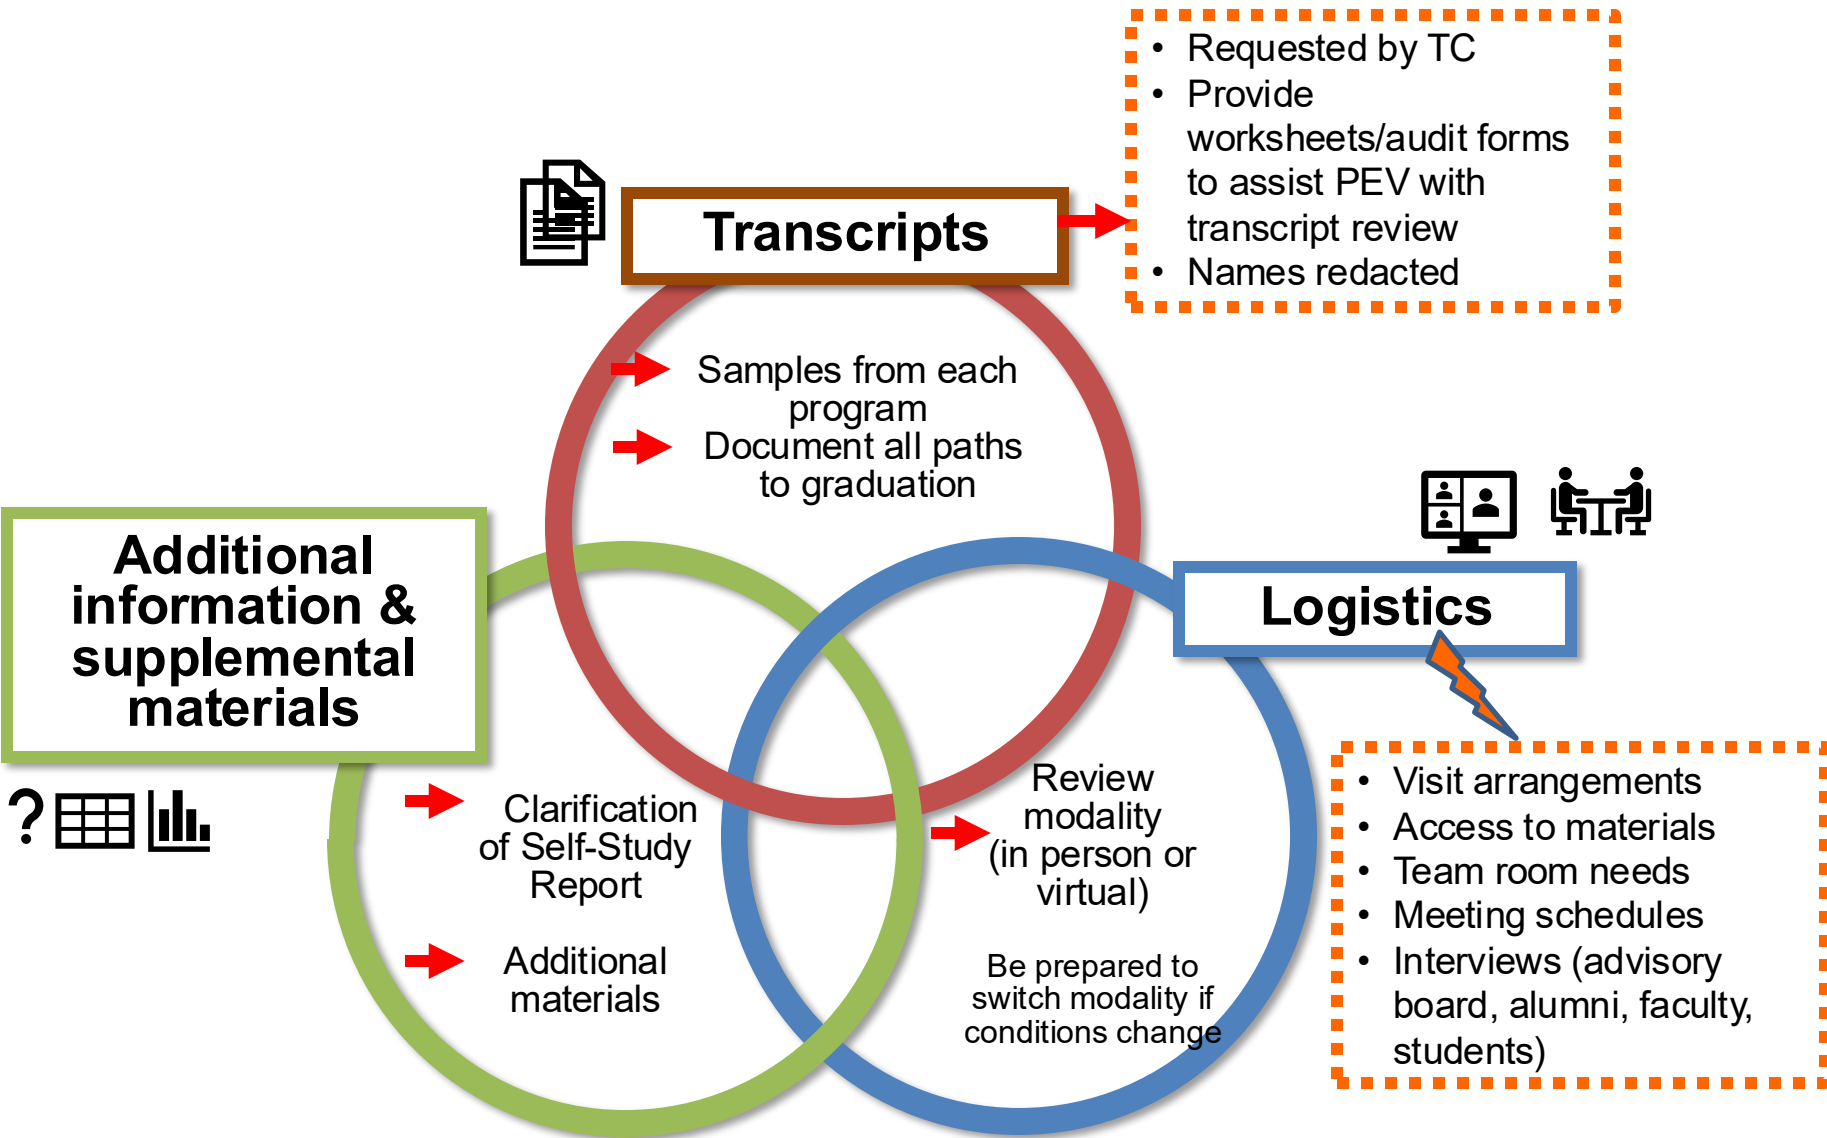 • Requested by TC
• Provide
worksheets/audit forms
to assist PEV with
transcript review
• Names redacted
Transcripts
Samples from each
program
Document all paths
to graduation
Additional
information &
supplemental
materials
?
Clarification
of Self-Study
Report
Additional
materials
Logistics
Review
modality
(in person or
virtual)
Be prepared to
switch modality if
conditions change
• Visit arrangements
• Access to materials
• Team room needs
• Meeting schedules
• Interviews (advisory
board, alumni, faculty,
students)